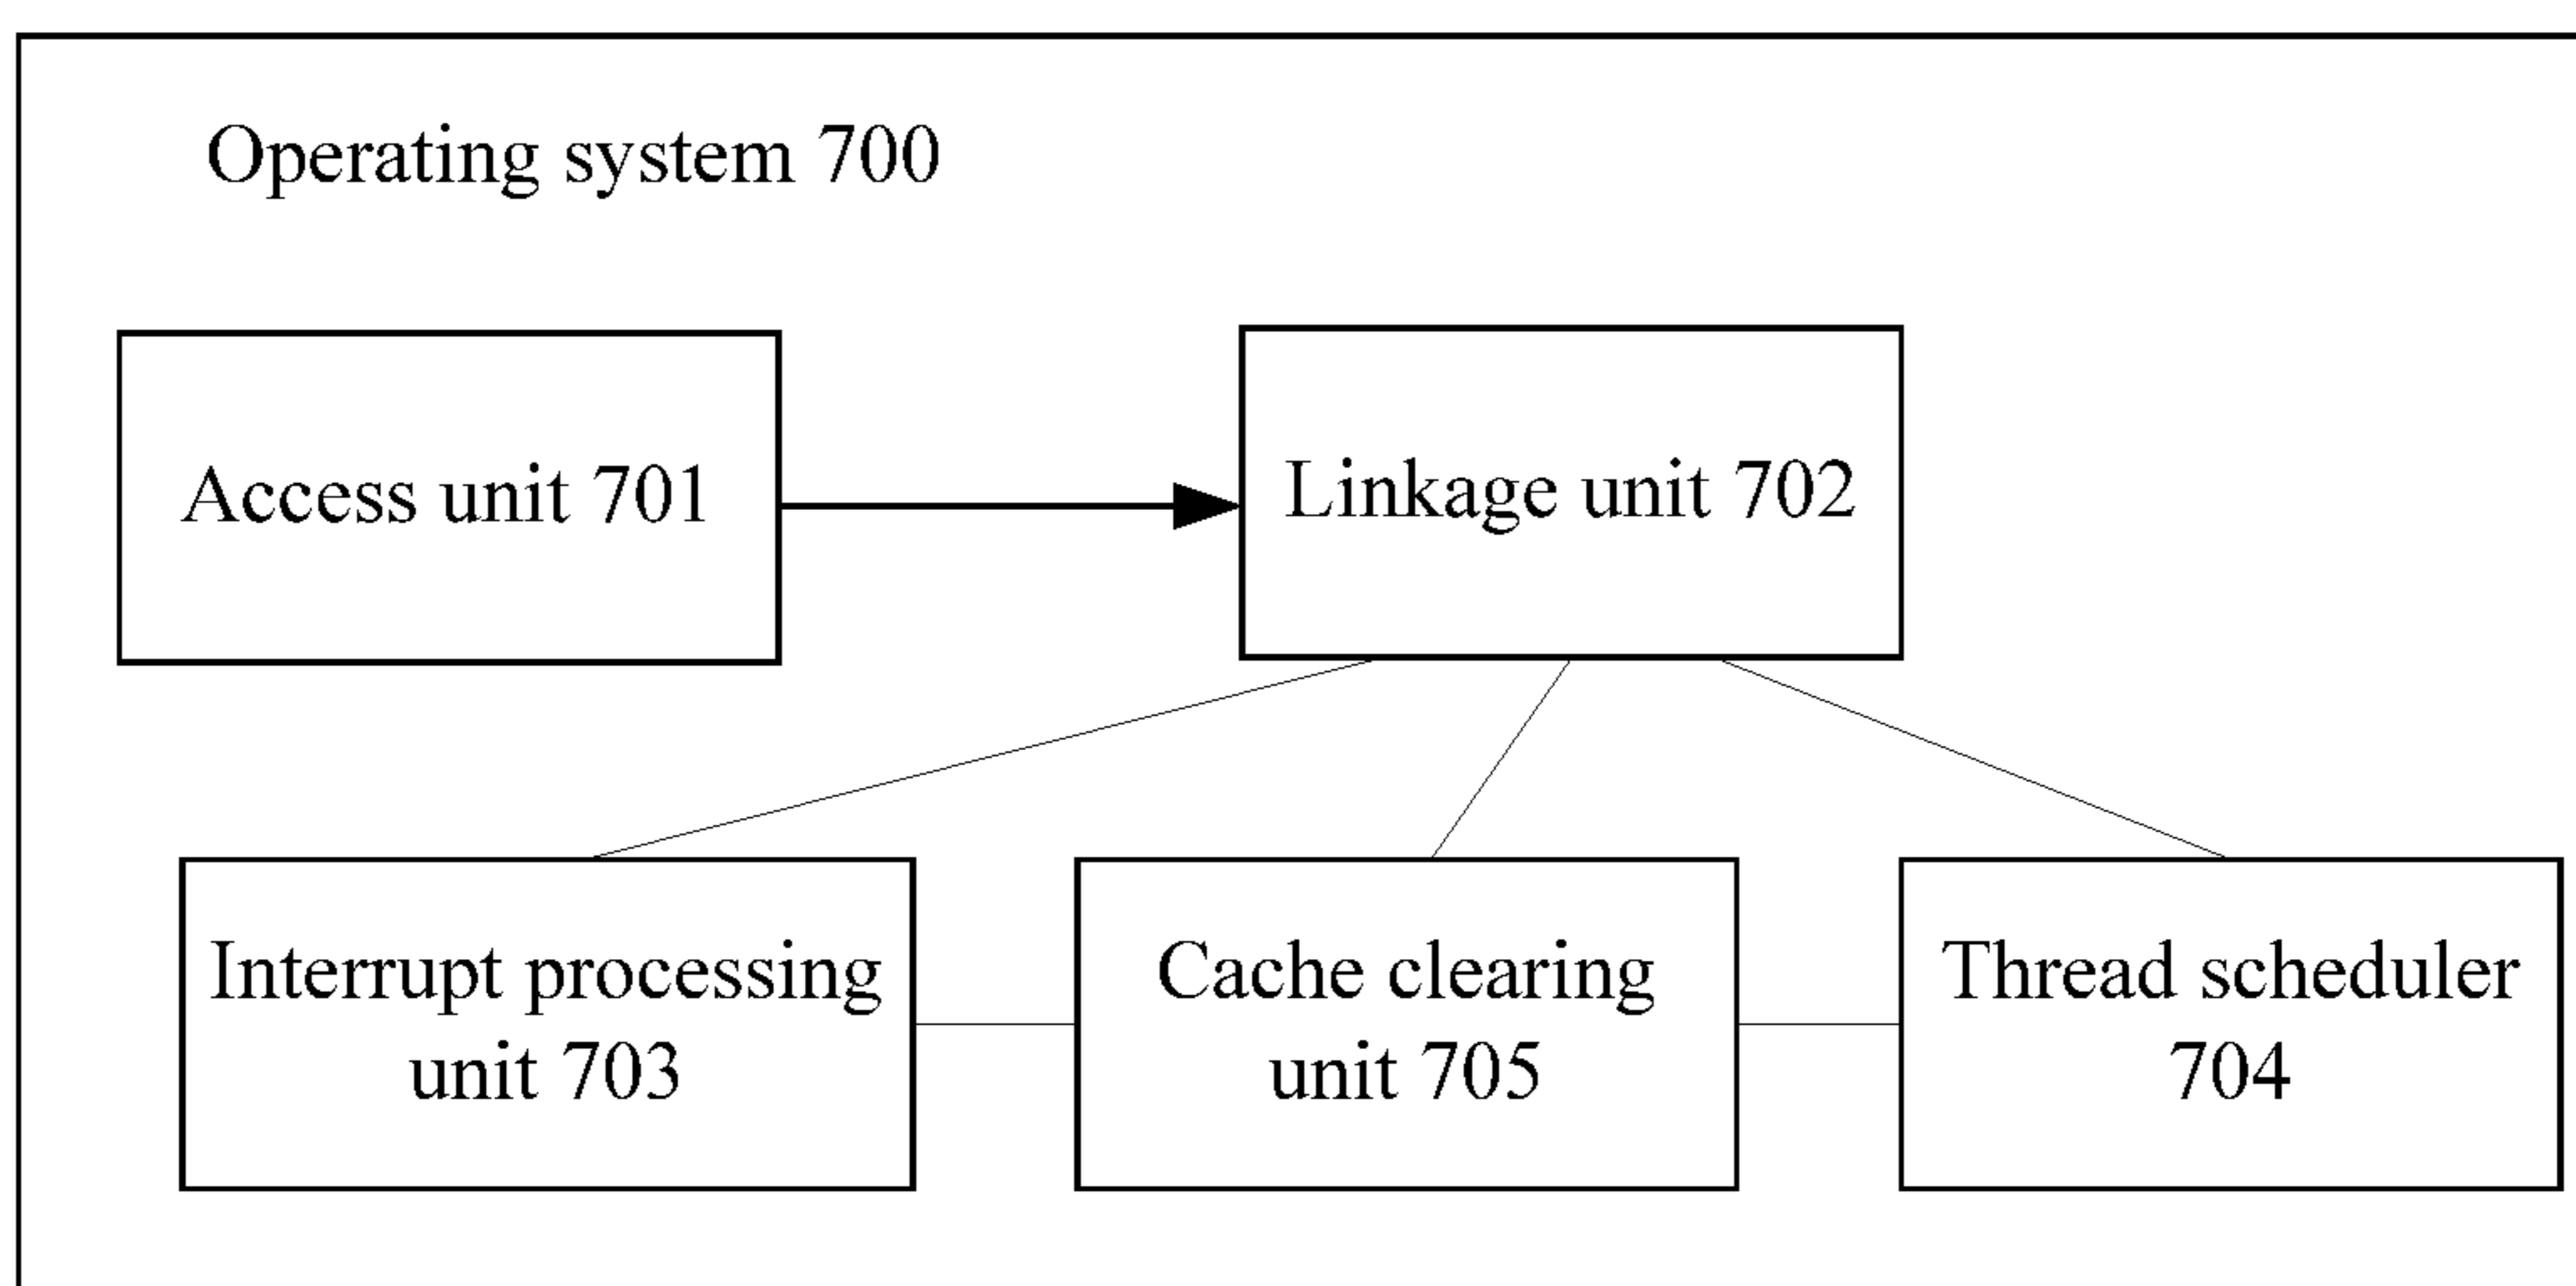 Operating system 700
Access unit 701
Linkage unit 702
Interrupt processing
unit 703
Cache clearing
unit 705
Thread scheduler
704